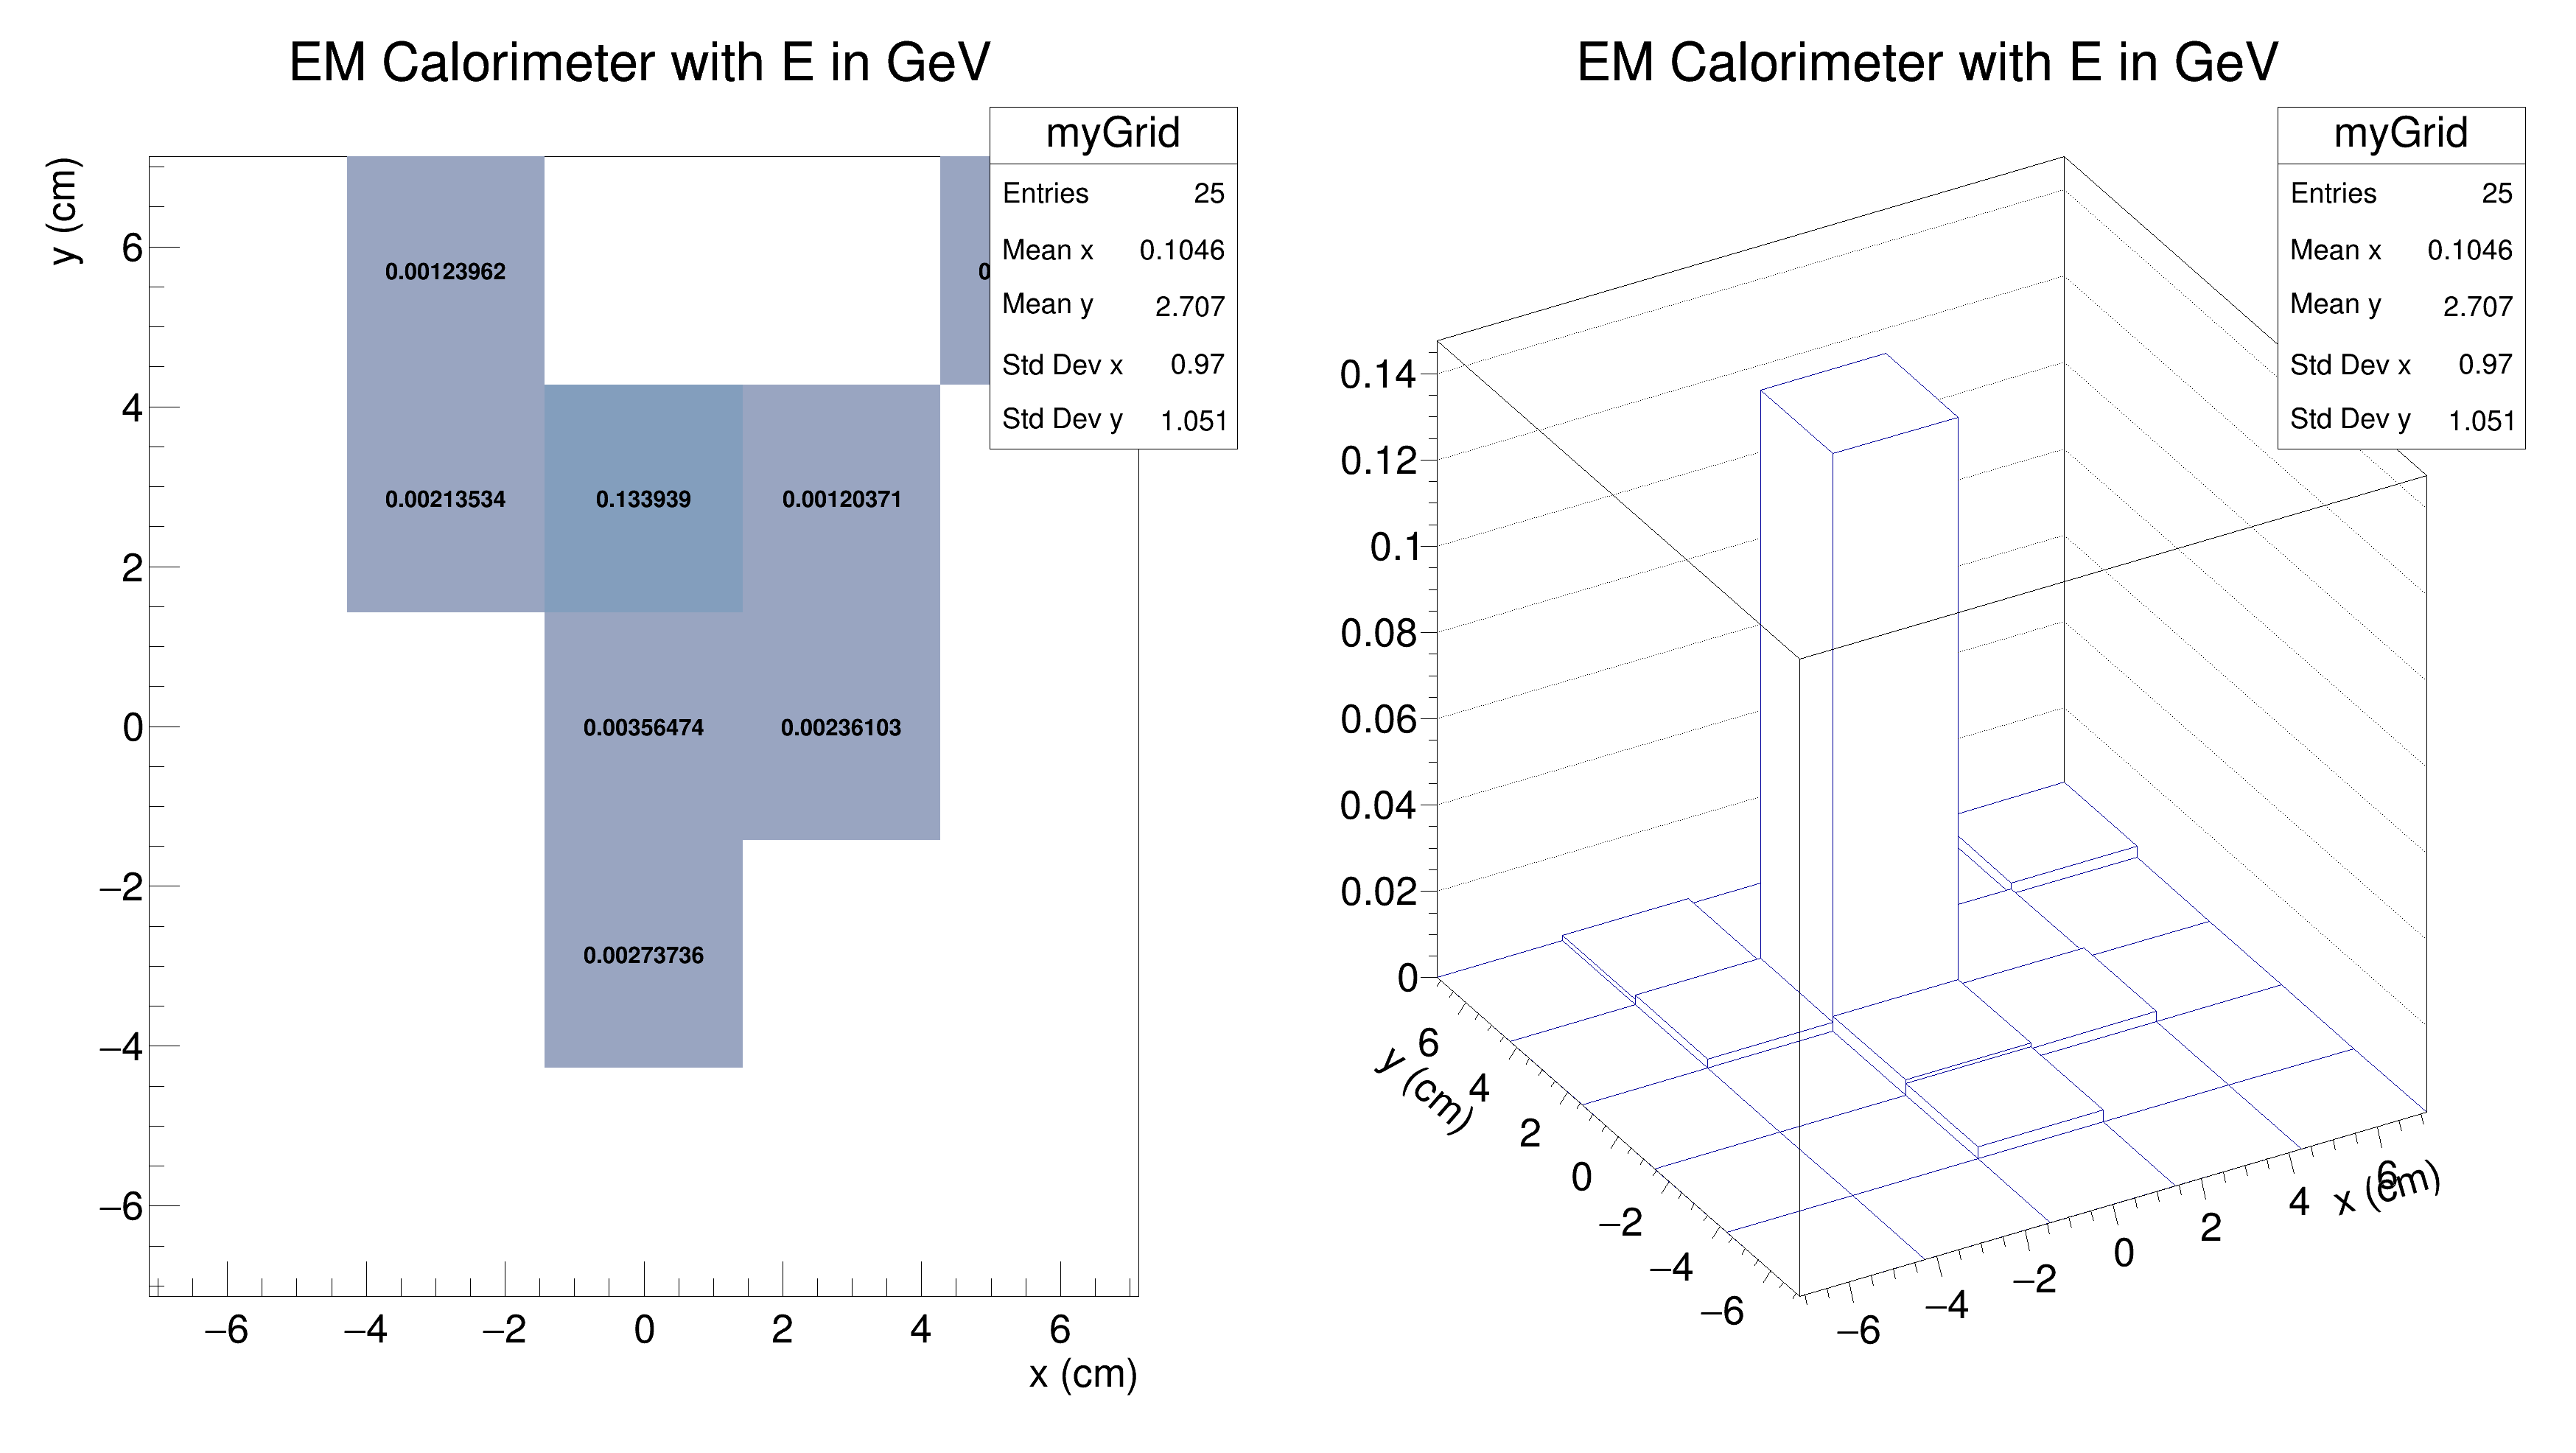 EM Calorimeter with E in GeV
myGrid
Entries 25
Mean x 0.1046
Mean y 2.707
Std Dev x 0.97
Std Dev y 1.051
y (cm)
6
4
2
0
−2
−4
−6
0.00123962
0
0.00213534 0.133939 0.00120371
0.00356474 0.00236103
0.00273736
−6 −4 −2 0 2 4 6
x (cm)
EM Calorimeter with E in GeV
myGrid
Entries 25
Mean x 0.1046
Mean y 2.707
Std Dev x 0.97
Std Dev y 1.051
0.14
0.12
0.1
0.08
0.06
0.04
0.02
0
y (cm)
6
4
2
0
−2
−4
−6
−6
−4
−2
0
2
4
6
x (cm)